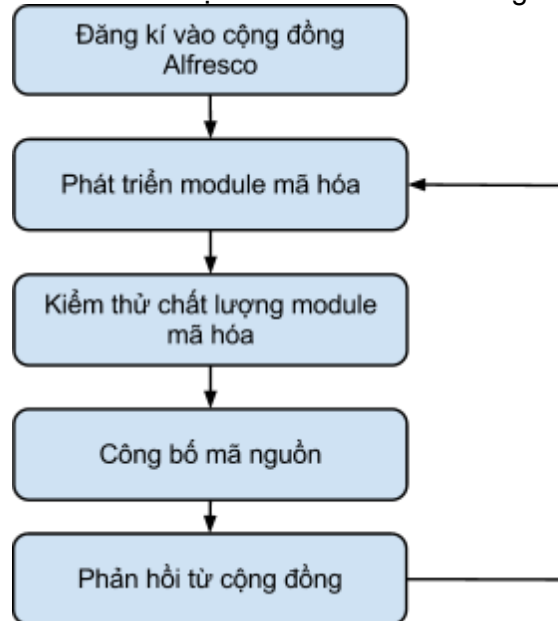 Đăng kí vào cộng đồng
Alfresco
Phát triển module mã hóa
Kiểm thử chất lượng module
mã hóa
Công bố mã nguồn
Phản hồi từ cộng đồng